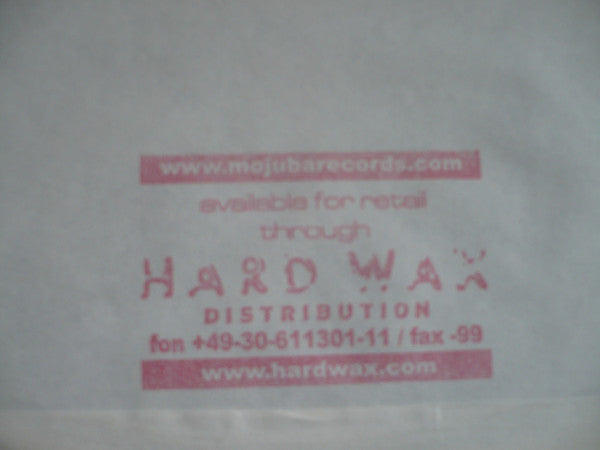 www.mojubarecords.com
available for retail
through
HARD WAX
DISTRIBUTION
fon +49-30-611301-11 / fax -99
www.hardwax.com